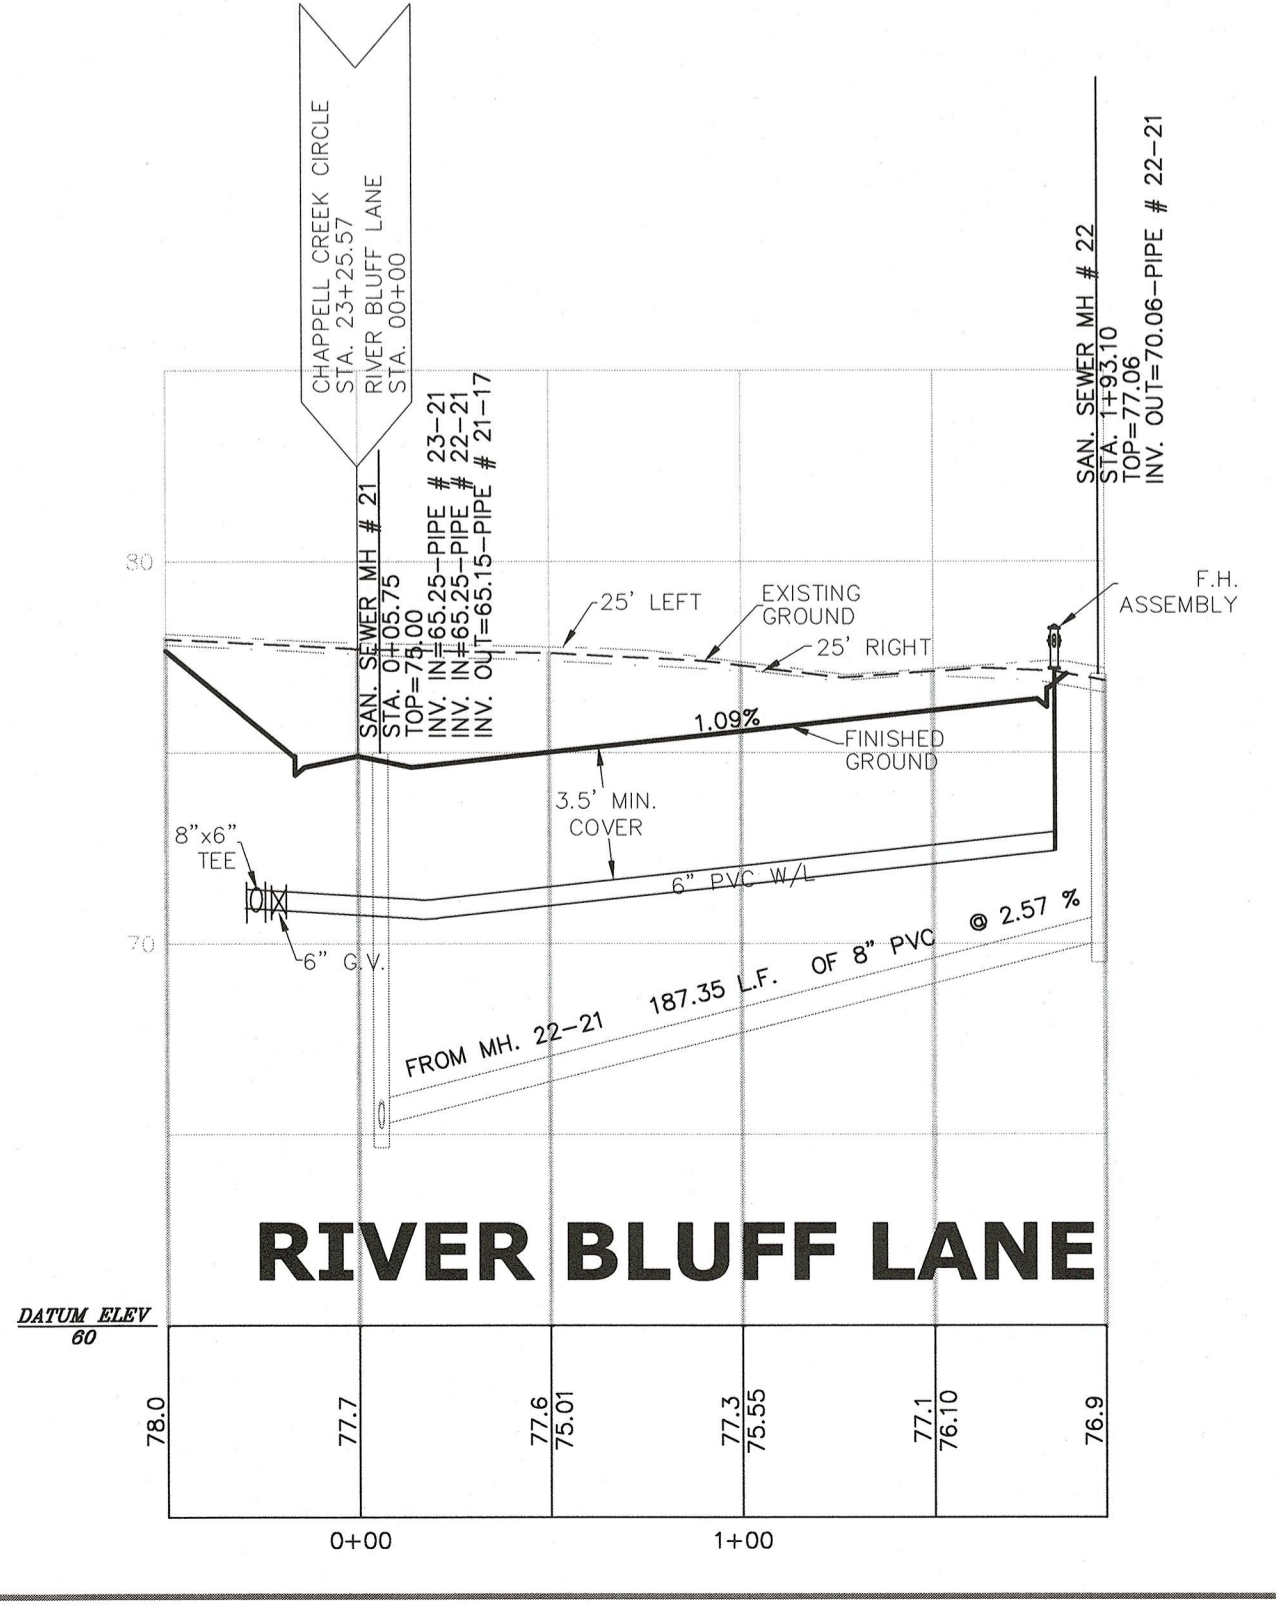 CHAPPELL CREEK CIRCLE
STA. 23+25.57
RIVER BLUFF LANE
STA. 00+00
SAN. SEWER MH # 21
STA. 0+05.75
TOP=75.00
INV. IN=65.25-PIPE # 23-21
INV. IN=65.25-PIPE # 22-21
INV. OUT=65.15-PIPE # 21-17
SAN. SEWER MH # 22
STA. 1+93.10
TOP=77.06
INV. OUT=70.06-PIPE # 22-21
80
25' LEFT
EXISTING
GROUND
25' RIGHT
F.H.
ASSEMBLY
1.09%
FINISHED
GROUND
3.5' MIN.
COVER
8"x6"
TEE
6" PVC W/L
70
6" G.V.
FROM MH. 22-21 187.35 L.F. OF 8" PVC @ 2.57 %
RIVER BLUFF LANE
DATUM ELEV
60
78.0
77.7
77.6
75.01
77.3
75.55
77.1
76.10
76.9
0+00
1+00